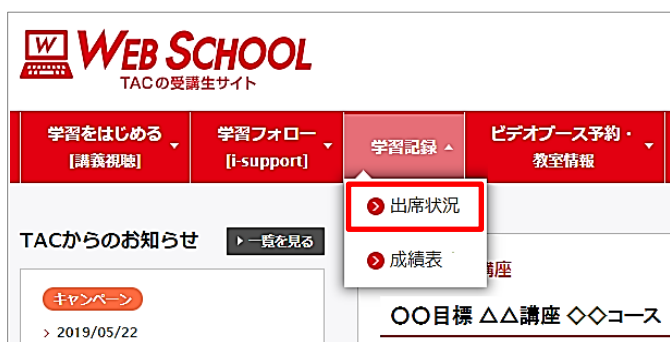 WEB SCHOOL
TACの受講生サイト
学習をはじめる
[講義視聴]
学習フォロー
[i-support]
学習記録
ビデオブース予約・
教室情報
出席状況
成績表
TACからのお知らせ
一覧を見る
講座
キャンペーン
〇〇目標 △△講座 ◇◇コース
2019/05/22